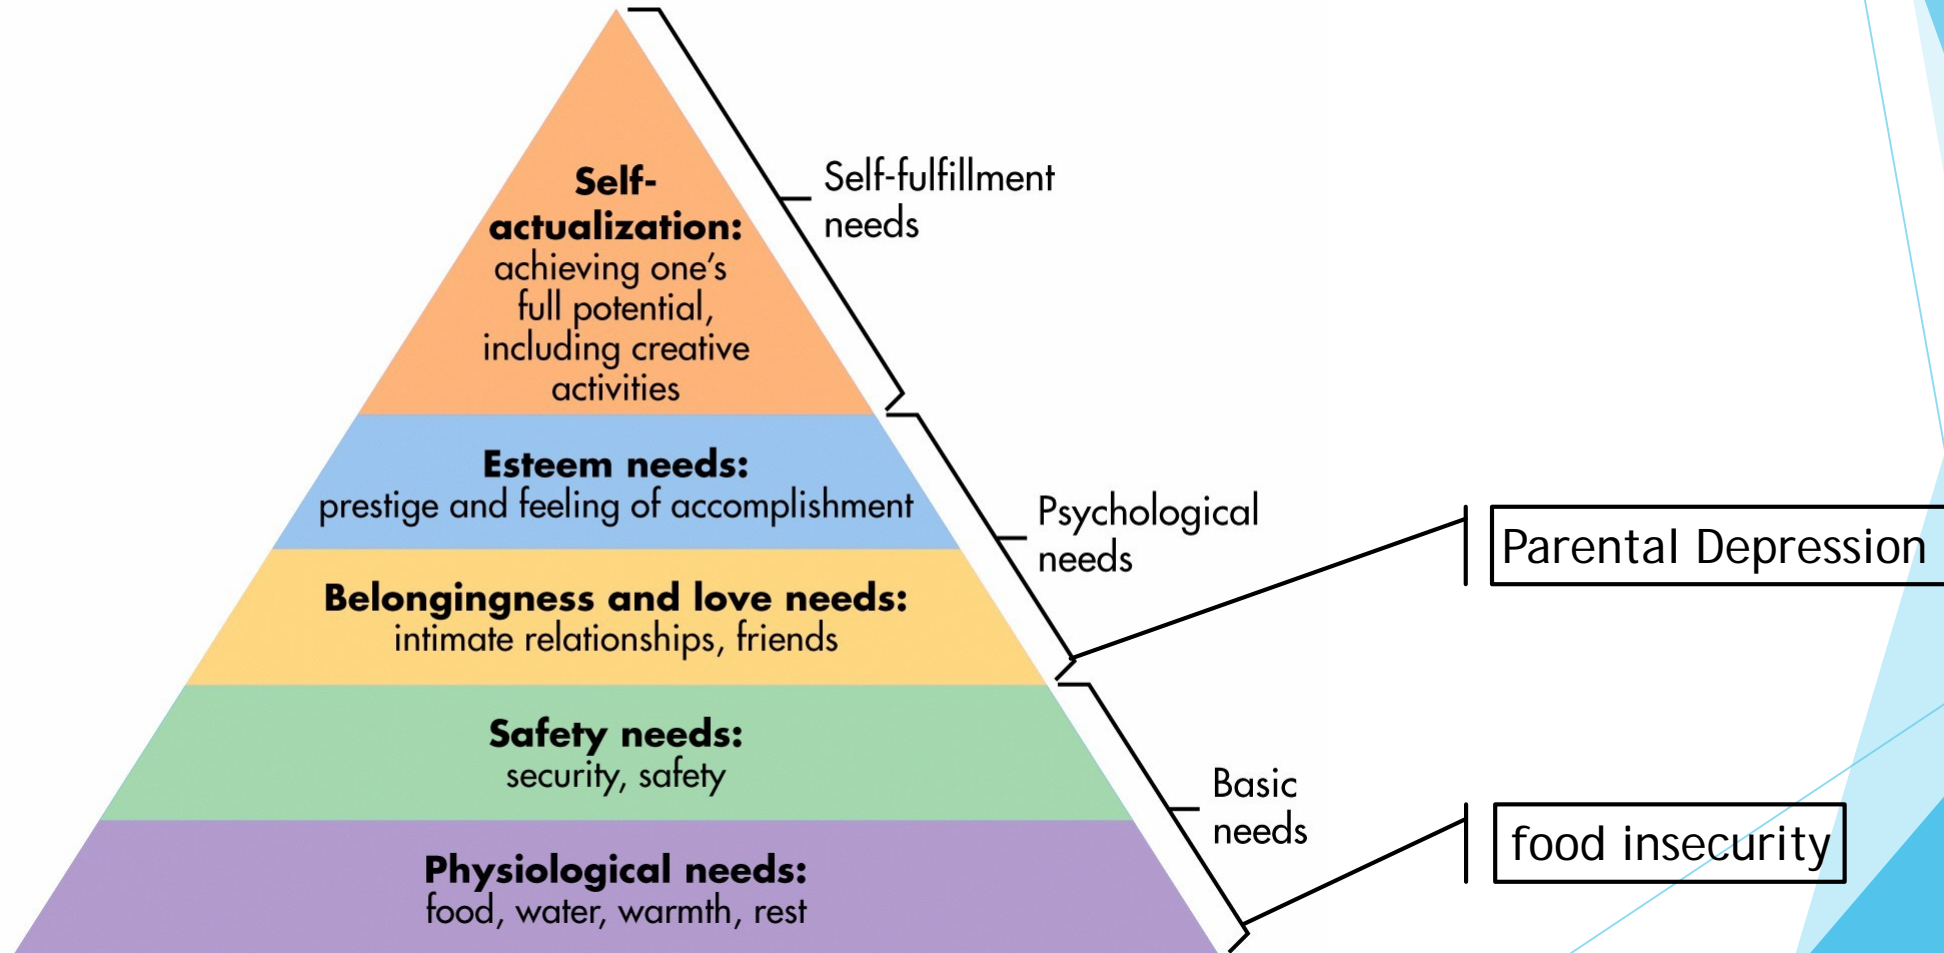 Self-
actualization:
achieving one's
full potential,
including creative
activities
Self-fulfillment
needs
Esteem needs:
prestige and feeling of accomplishment
Psychological
needs
Parental Depression
Belongingness and love needs:
intimate relationships, friends
Safety needs:
security, safety
Basic
needs
food insecurity
Physiological needs:
food, water, warmth, rest